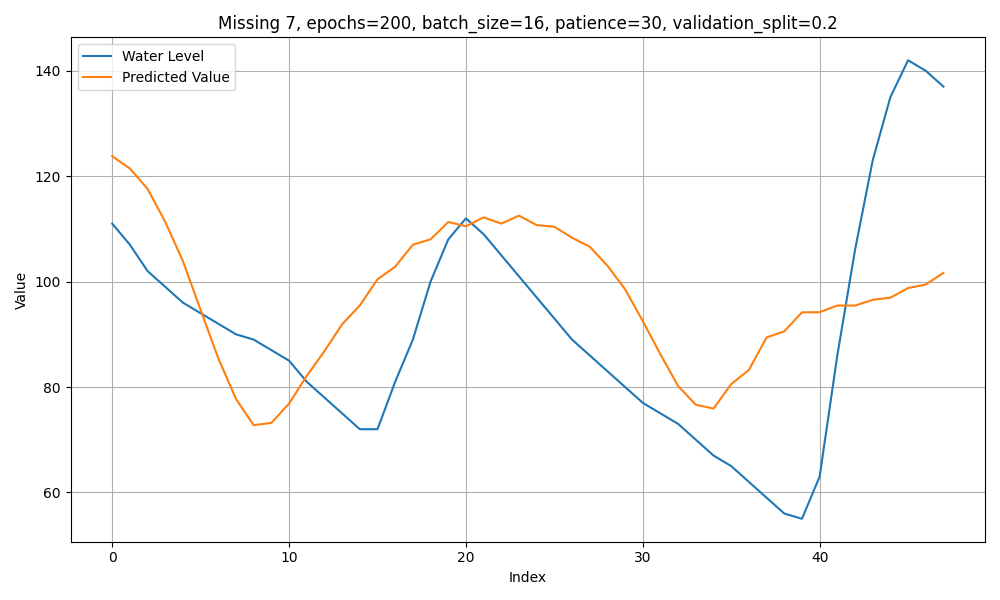 Missing 7, epochs=200, batch_size=16, patience=30, validation_split=0.2
Water Level
Predicted Value
140
120
100
80
60
Value
0
10
20
30
40
Index